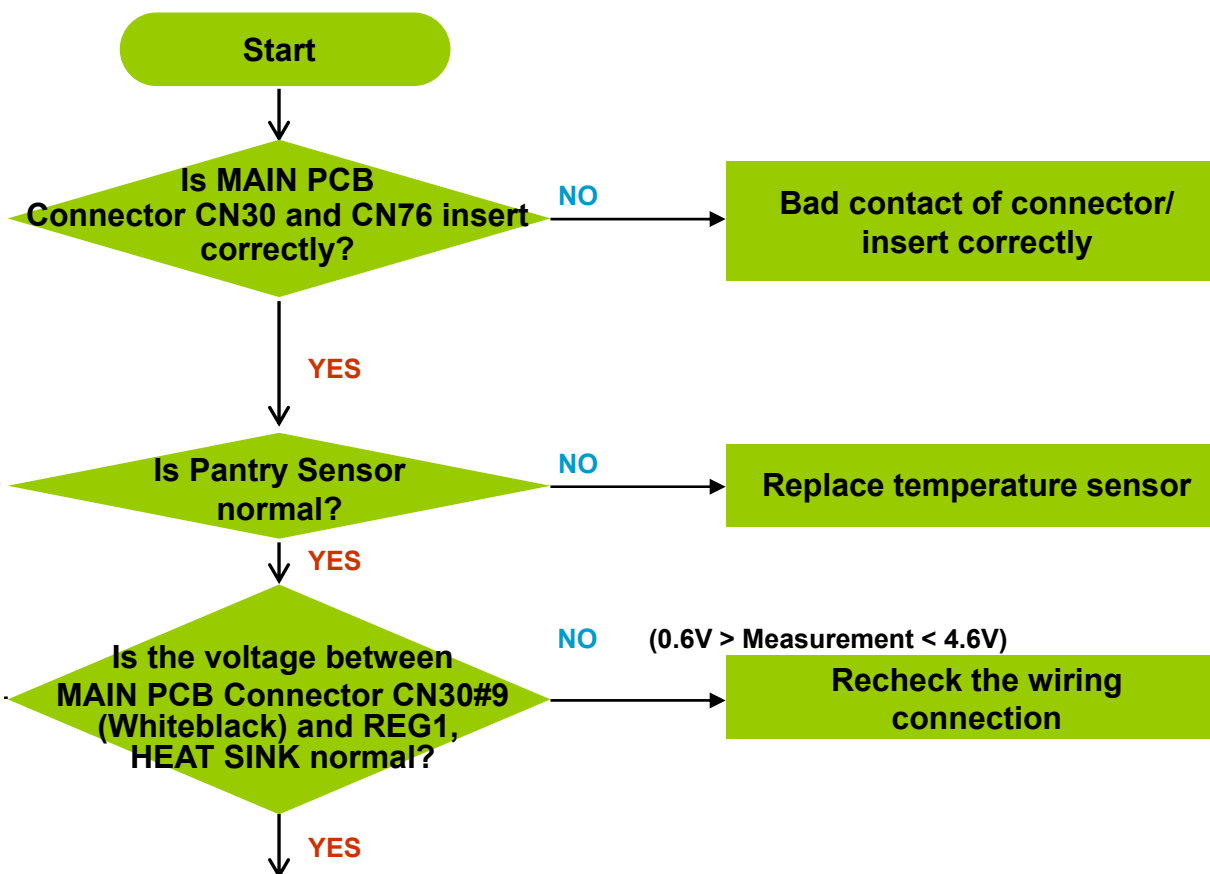 Start
Is MAIN PCB
Connector CN30 and CN76 insert
correctly?
NO
Bad contact of connector/
insert correctly
YES
Is Pantry Sensor
normal?
NO
Replace temperature sensor
YES
Is the voltage between
MAIN PCB Connector CN30#9
(Whiteblack) and REG1,
HEAT SINK normal?
NO
(0.6V > Measurement < 4.6V)
Recheck the wiring
connection
YES